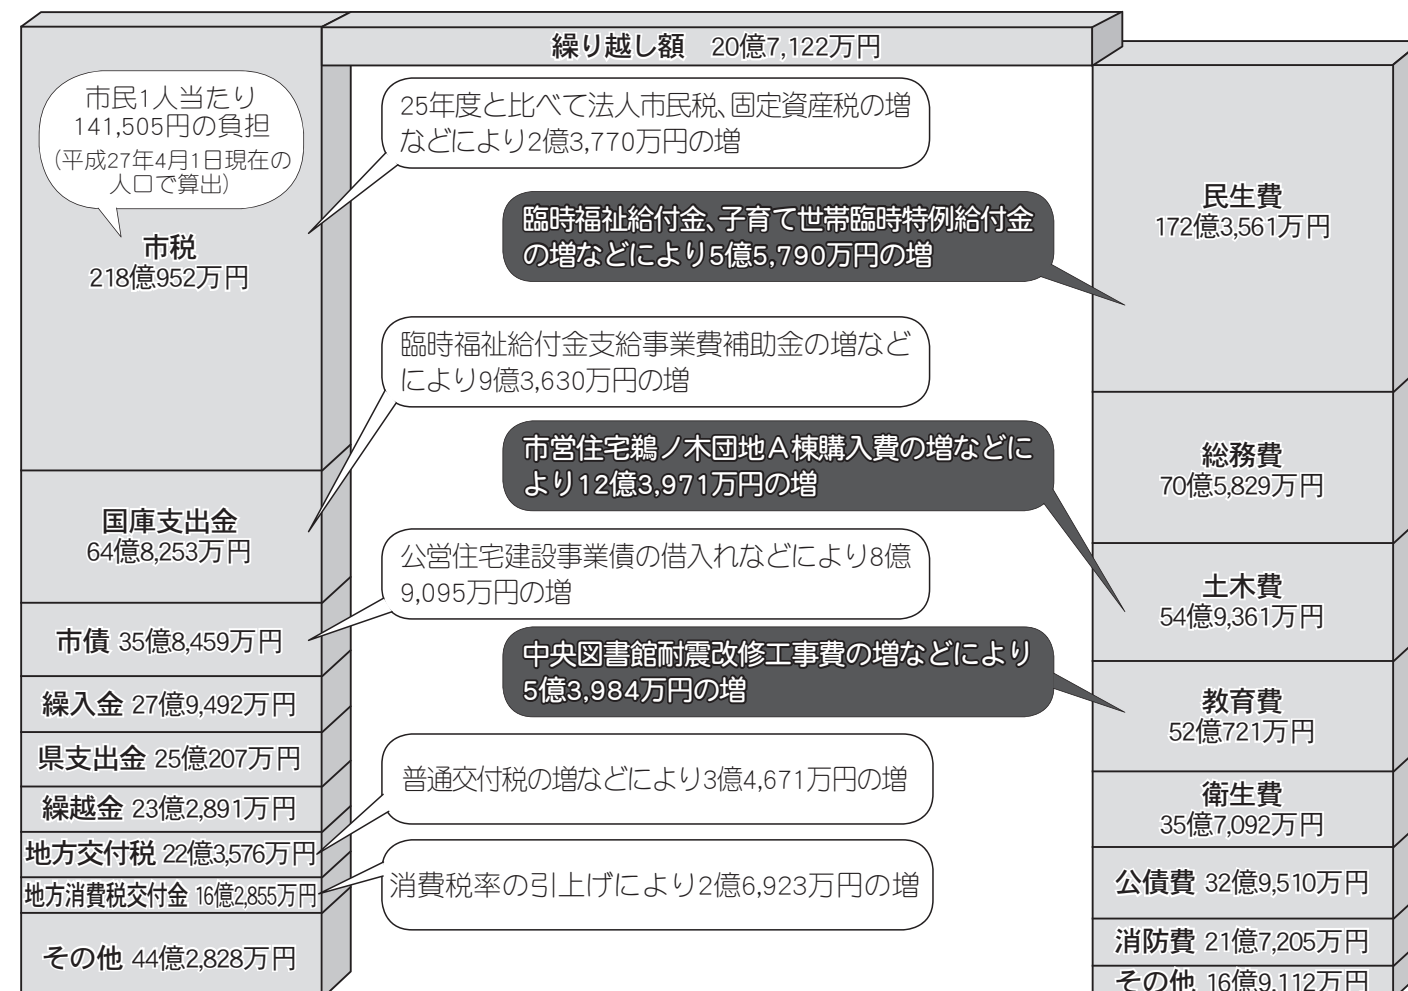 繰り越し額 20億7,122万円
市民1人当たり
141,505円の負担
(平成27年4月1日現在の
人口で算出)
市税
218億952万円
国庫支出金
64億8,253万円
市債 35億8,459万円
繰入金 27億9,492万円
県支出金 25億207万円
繰越金 23億2,891万円
地方交付税 22億3,576万円
地方消費税交付金 16億2,855万円
その他 44億2,828万円
25年度と比べて法人市民税、固定資産税の増
などにより2億3,770万円の増
臨時福祉給付金、子育て世帯臨時特例給付金
の増などにより5億5,790万円の増
臨時福祉給付金支給事業費補助金の増など
により9億3,630万円の増
市営住宅鵜ノ木団地A棟購入費の増などに
より12億3,971万円の増
公営住宅建設事業債の借入れなどにより8億
9,095万円の増
中央図書館耐震改修工事費の増などにより
5億3,984万円の増
普通交付税の増などにより3億4,671万円の増
消費税率の引上げにより2億6,923万円の増
民生費
172億3,561万円
総務費
70億5,829万円
土木費
54億9,361万円
教育費
52億721万円
衛生費
35億7,092万円
公債費 32億9,510万円
消防費 21億7,205万円
その他 16億9,112万円